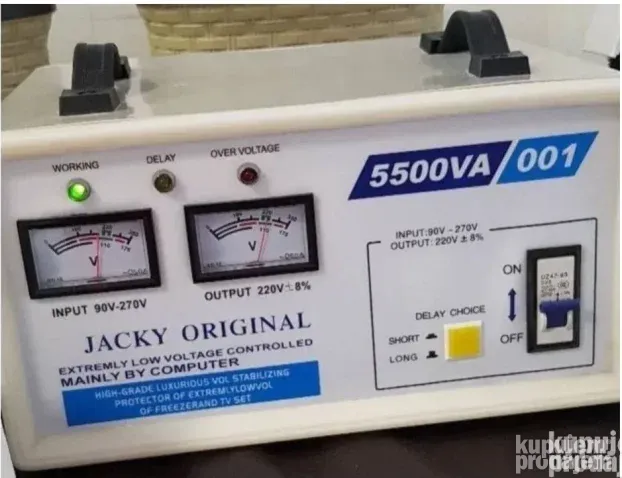 WORKING
DELAY
OVER VOLTAGE
5500VA/001
V
V
INPUT 90V-270V
OUTPUT 220V±8%
INPUT:90V-270V
OUTPUT:220V±8%
JACKY ORIGINAL
EXTREMLY LOW VOLTAGE CONTROLLED
MAINLY BY COMPUTER
HIGH-GRADE LUXURIOUS VOL STABILIZING
PROTECTOR OF EXTREMLYLOWVOL
OF FREEZERAND TV SET
DELAY CHOICE
SHORT
LONG
ON
OFF
DZ47-63